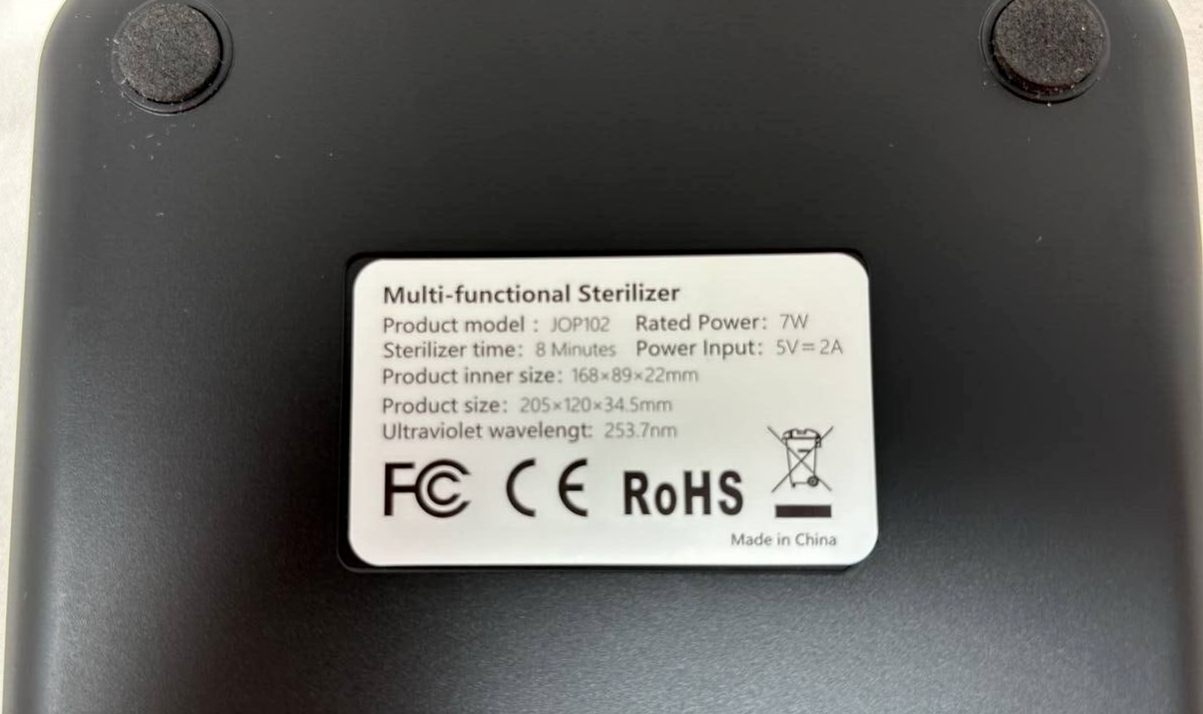 Multi-functional Sterilizer
Product model : JOP102 Rated Power: 7W
Sterilizer time: 8 Minutes Power Input: 5V=2A
Product inner size: 168×89×22mm
Product size: 205×120×34.5mm
Ultraviolet wavelengt: 253.7nm
FC CE RoHS
Made in China